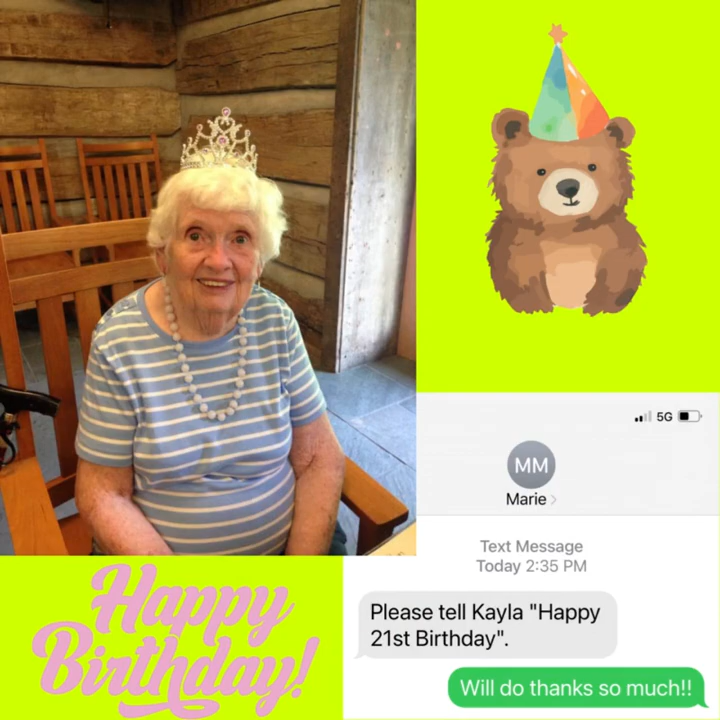 5G
MM
Marie
Text Message
Today 2:35 PM
Please tell Kayla "Happy
21st Birthday".
Will do thanks so much!!
Happy
Birthday!